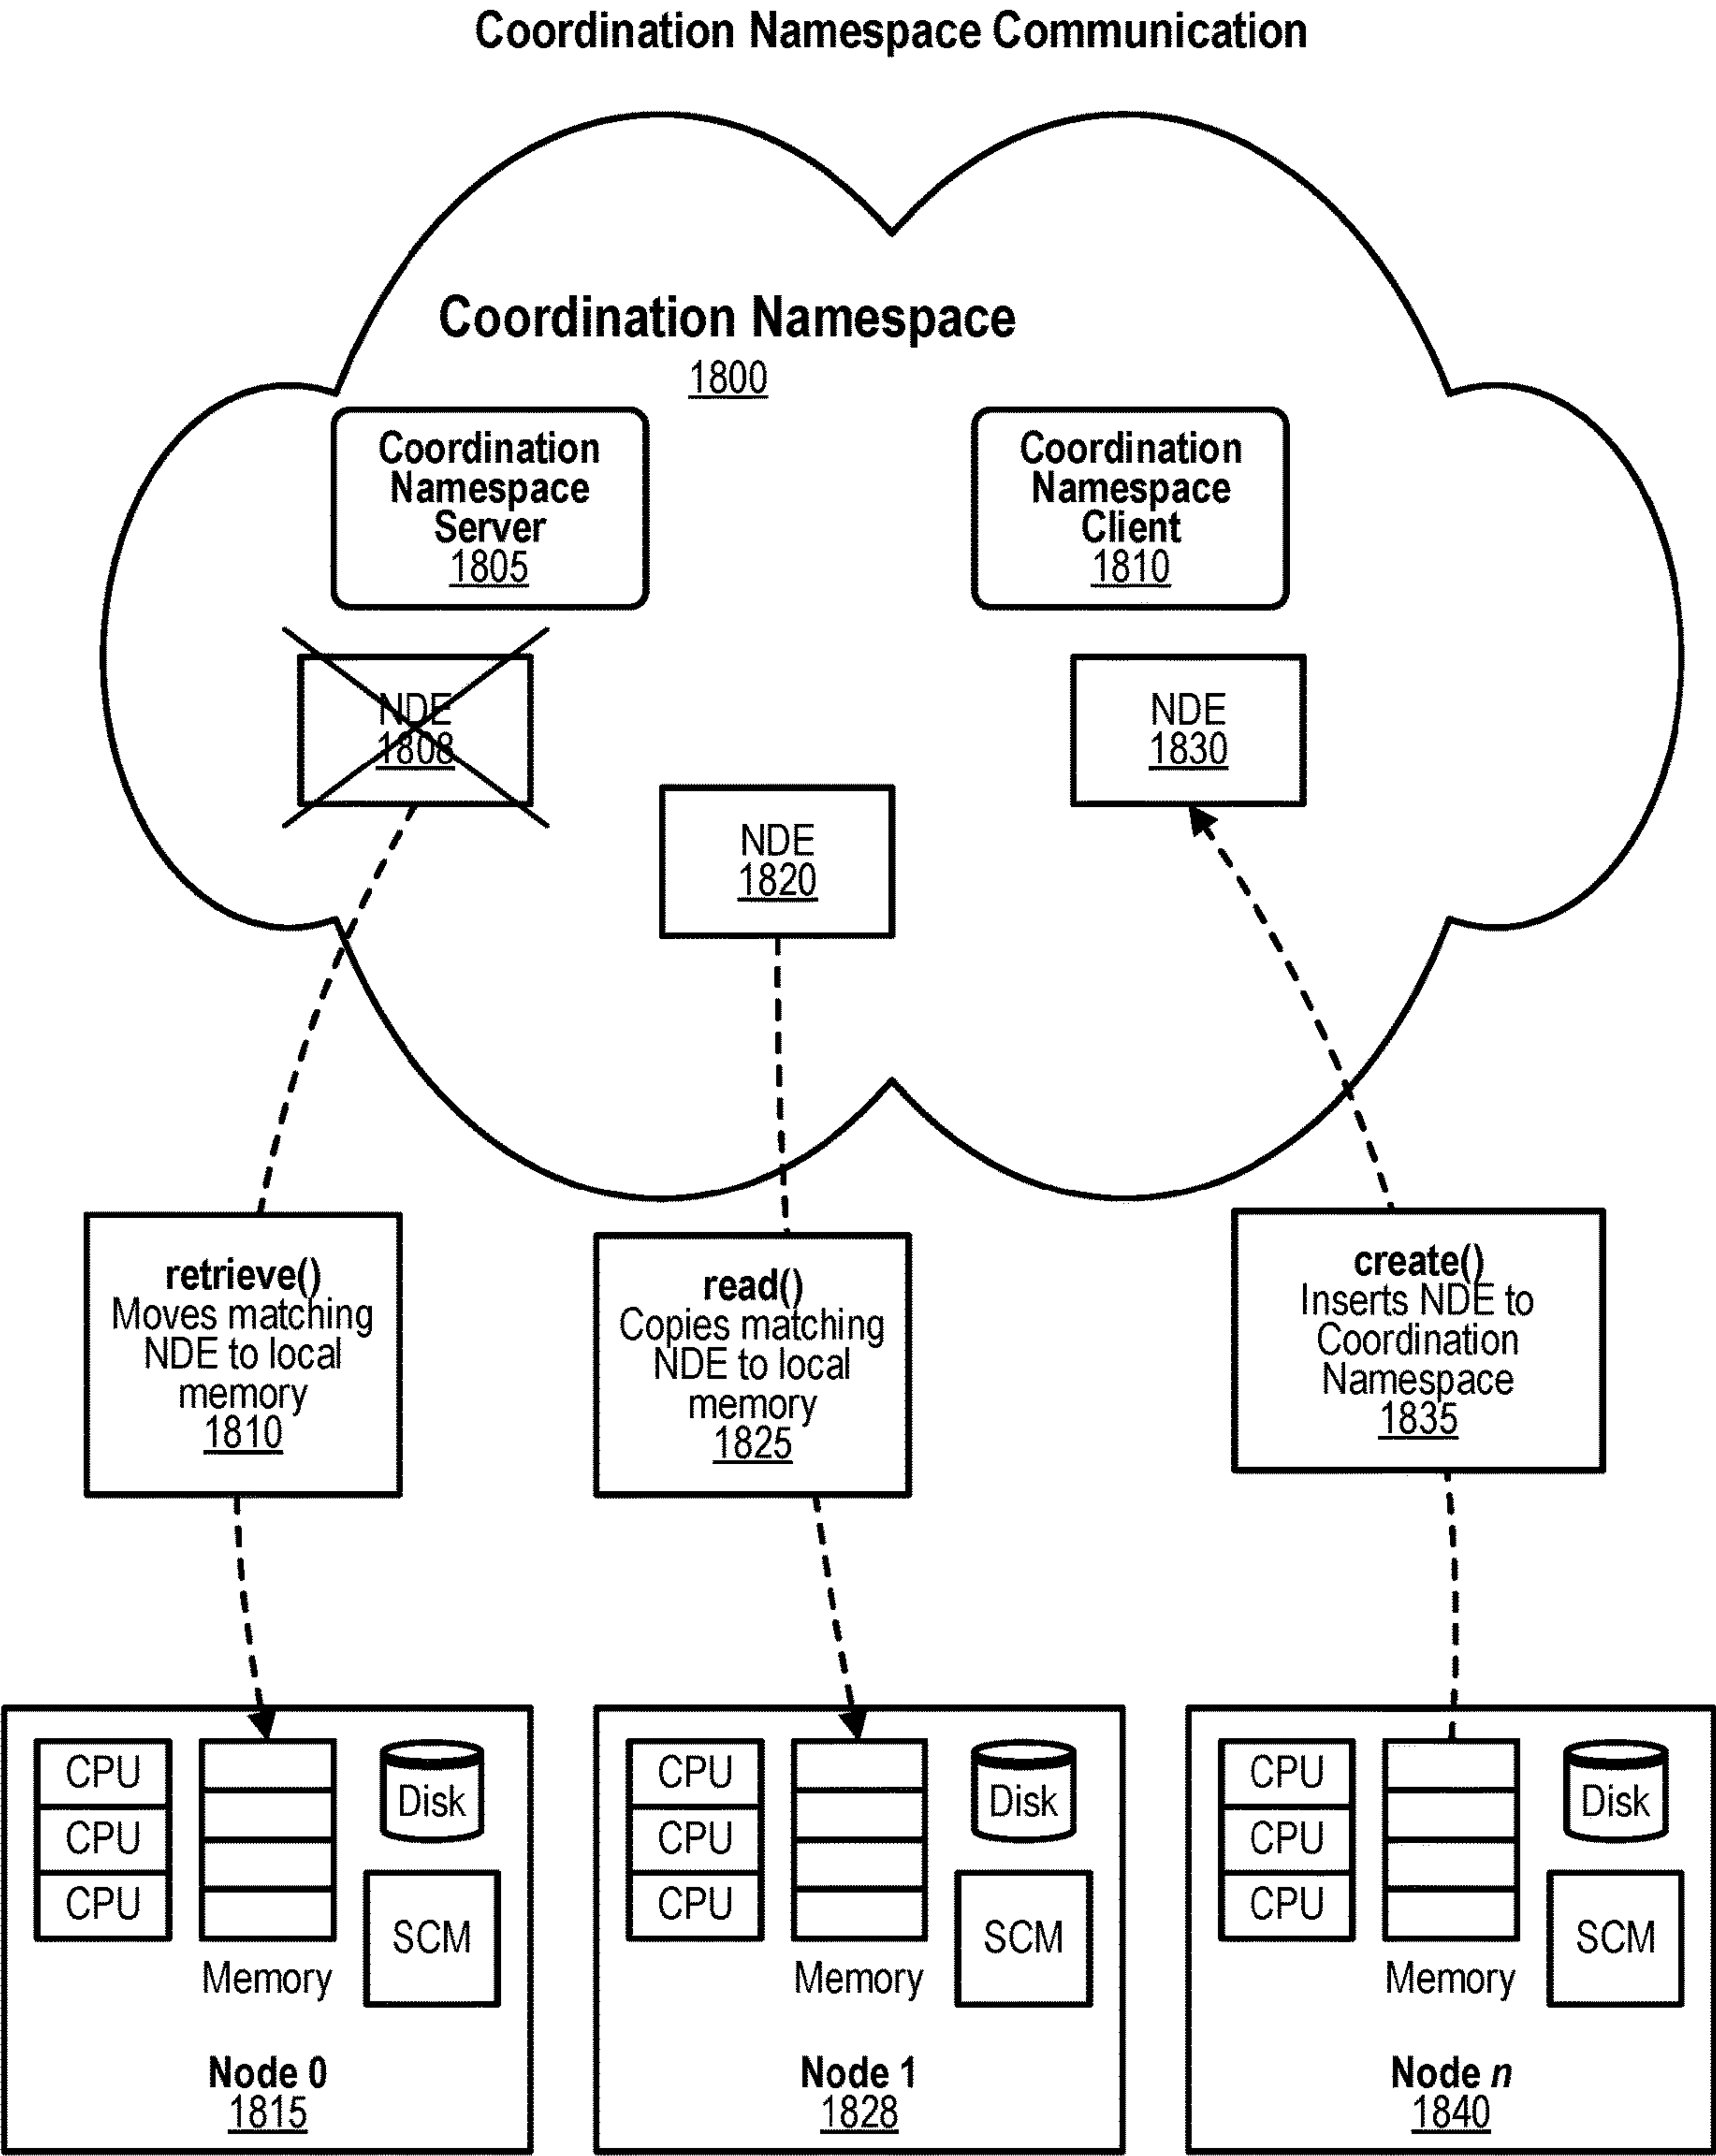 Coordination Namespace Communication
Coordination Namespace
1800
Coordination
Namespace
Server
1805
Coordination
Namespace
Client
1810
NDE
1808
NDE
1830
NDE
1820
retrieve()
Moves matching
NDE to local
memory
1810
read()
Copies matching
NDE to local
memory
1825
create()
Inserts NDE to
Coordination
Namespace
1835
CPU
CPU
CPU
Memory
Disk
SCM
Node 0
1815
CPU
CPU
CPU
Memory
Disk
SCM
Node 1
1828
CPU
CPU
CPU
Memory
Disk
SCM
Node n
1840